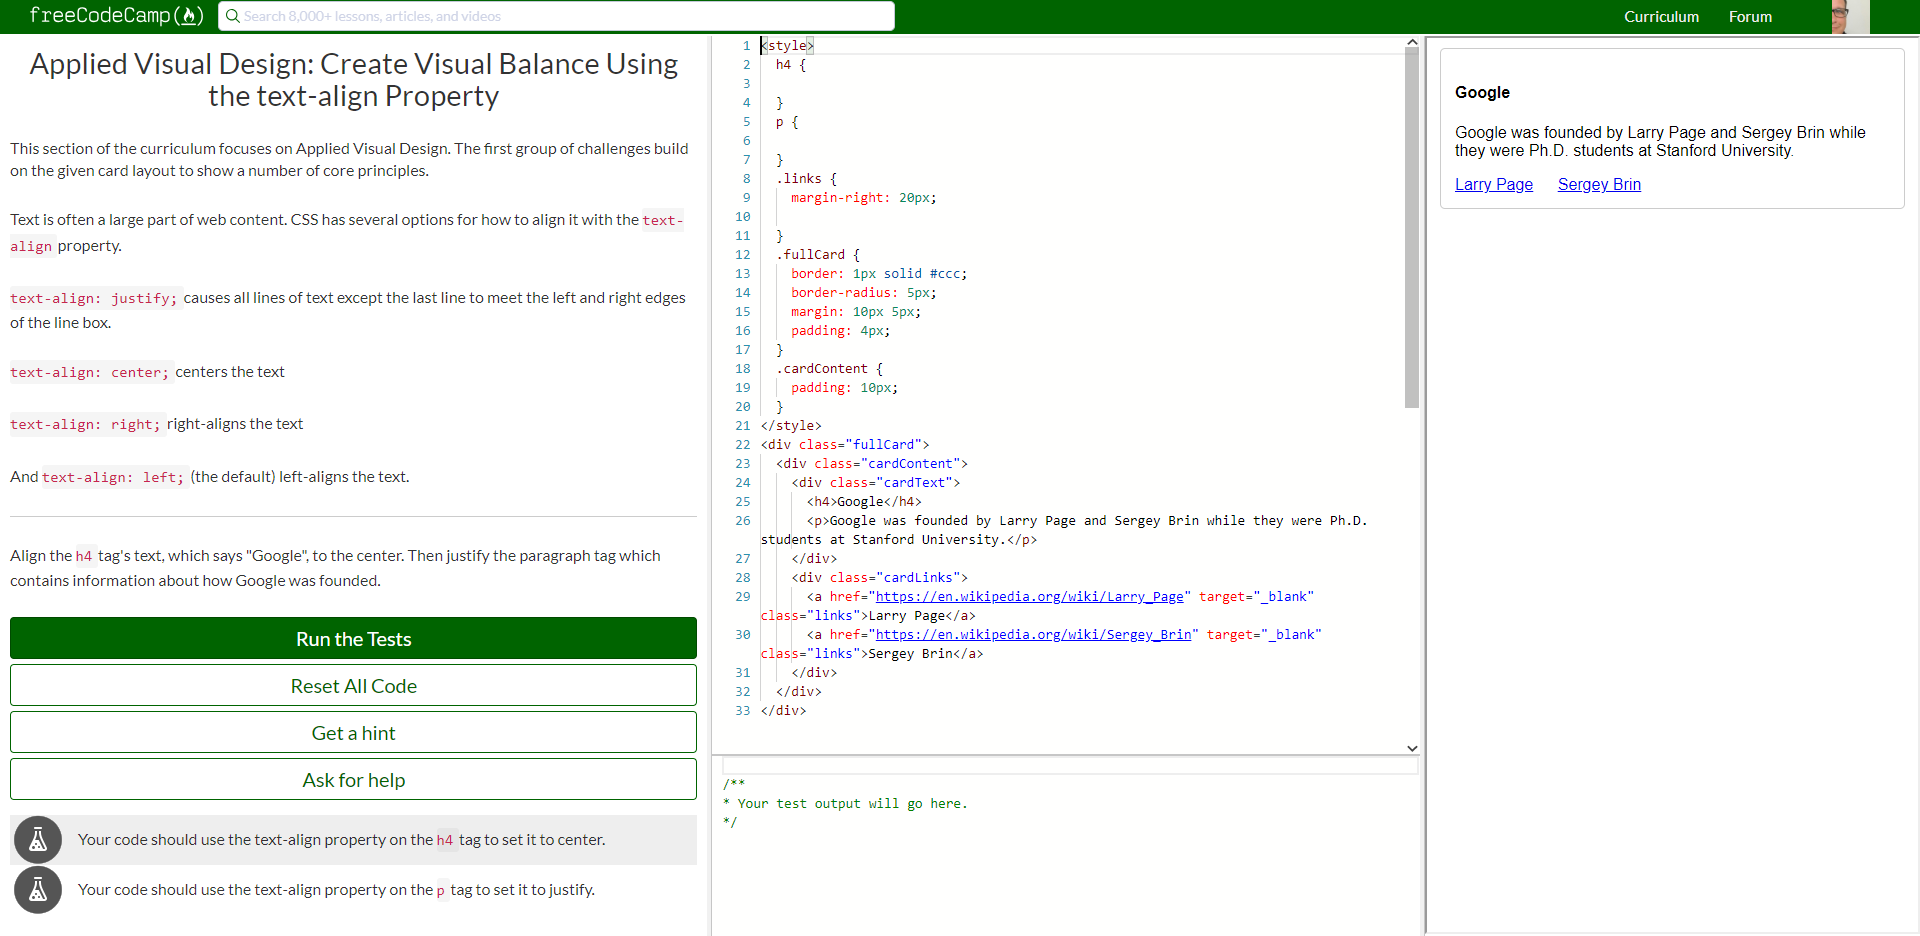 freeCodeCamp
Search 8,000+ lessons, articles, and videos
Curriculum
Forum
Applied Visual Design: Create Visual Balance Using
the text-align Property
This section of the curriculum focuses on Applied Visual Design. The first group of challenges build
on the given card layout to show a number of core principles.
Text is often a large part of web content. CSS has several options for how to align it with the text-
align property.
text-align: justify; causes all lines of text except the last line to meet the left and right edges
of the line box.
text-align: center; centers the text
text-align: right; right-aligns the text
And text-align: left; (the default) left-aligns the text.
Align the h4 tag's text, which says "Google", to the center. Then justify the paragraph tag which
contains information about how Google was founded.
Run the Tests
Reset All Code
Get a hint
Ask for help
Your code should use the text-align property on the h4 tag to set it to center.
Your code should use the text-align property on the p tag to set it to justify.
1 <style>
2 h4 {
3
4 }
5 p {
6
7 }
8 .links {
9 margin-right: 20px;
10
11 }
12 .fullCard {
13 border: 1px solid #ccc;
14 border-radius: 5px;
15 margin: 10px 5px;
16 padding: 4px;
17 }
18 .cardContent {
19 padding: 10px;
20 }
21 </style>
22 <div class="fullCard">
23 <div class="cardContent">
24 <div class="cardText">
25 <h4>Google</h4>
26 <p>Google was founded by Larry Page and Sergey Brin while they were Ph.D.
students at Stanford University.</p>
27 </div>
28 <div class="cardLinks">
29 <a href="https://en.wikipedia.org/wiki/Larry_Page" target="_blank"
class="links">Larry Page</a>
30 <a href="https://en.wikipedia.org/wiki/Sergey_Brin" target="_blank"
class="links">Sergey Brin</a>
31 </div>
32 </div>
33 </div>
/**
* Your test output will go here.
*/
Google
Google was founded by Larry Page and Sergey Brin while
they were Ph.D. students at Stanford University.
Larry Page Sergey Brin